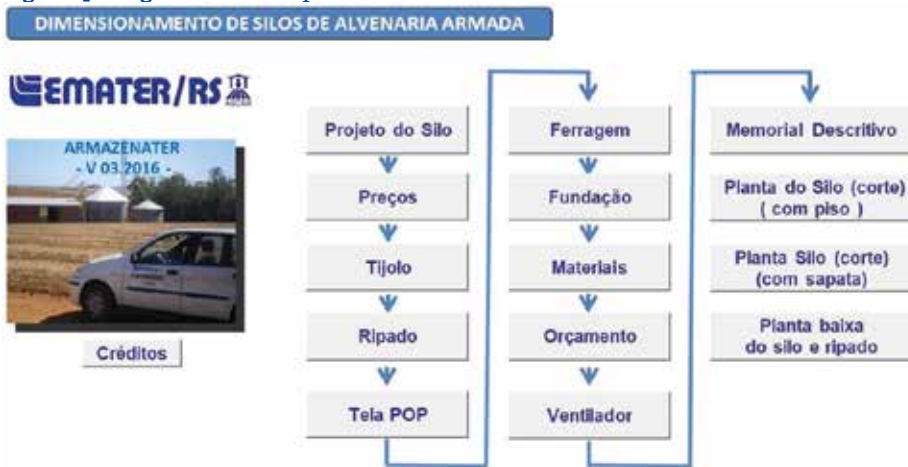 DIMENSIONAMENTO DE SILOS DE ALVENARIA ARMADA
EMATER/RS
ARMAZENATER
- V 03.2016 -
Créditos
Projeto do Silo
Preços
Tijolo
Ripado
Tela POP
Ferragem
Fundação
Materiais
Orçamento
Ventilador
Memorial Descritivo
Planta do Silo (corte)
( com piso )
Planta Silo (corte)
(com sapata)
Planta baixa
do silo e ripado